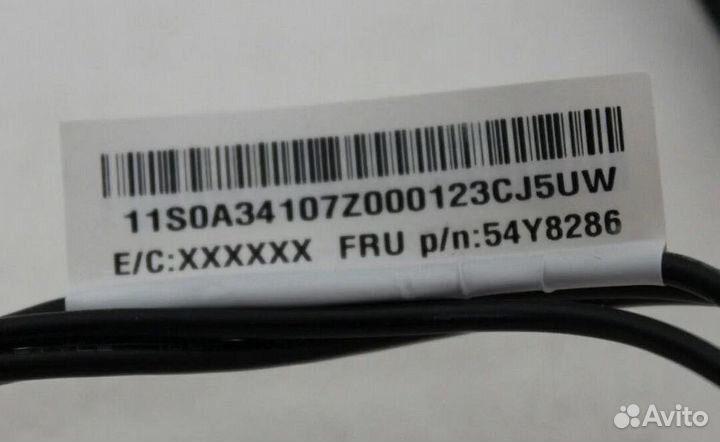 11S0A34107Z000123CJ5UW
E/C:XXXXXX FRU p/n:54Y8286
Avito